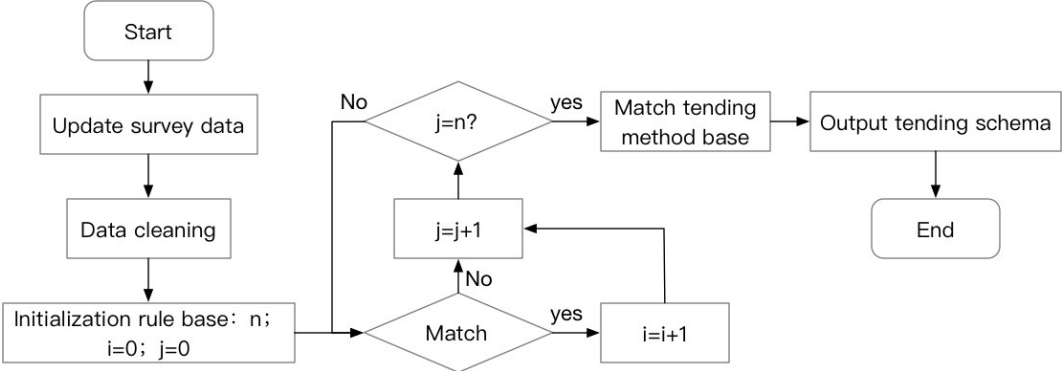 Start
Update survey data
Data cleaning
Initialization rule base：n；
i=0；j=0
No
j=n?
yes
Match tending
method base
Output tending schema
j=j+1
End
No
Match
yes
i=i+1